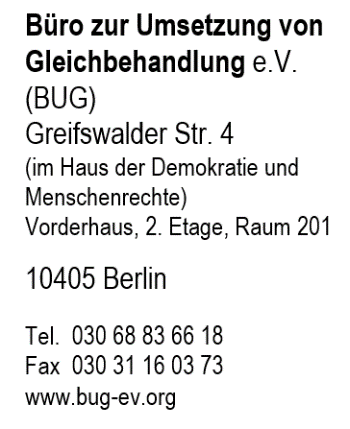 Büro zur Umsetzung von
Gleichbehandlung e.V.
(BUG)
Greifswalder Str. 4
(im Haus der Demokratie und
Menschenrechte)
Vorderhaus, 2. Etage, Raum 201
10405 Berlin
Tel. 030 68 83 66 18
Fax 030 31 16 03 73
www.bug-ev.org